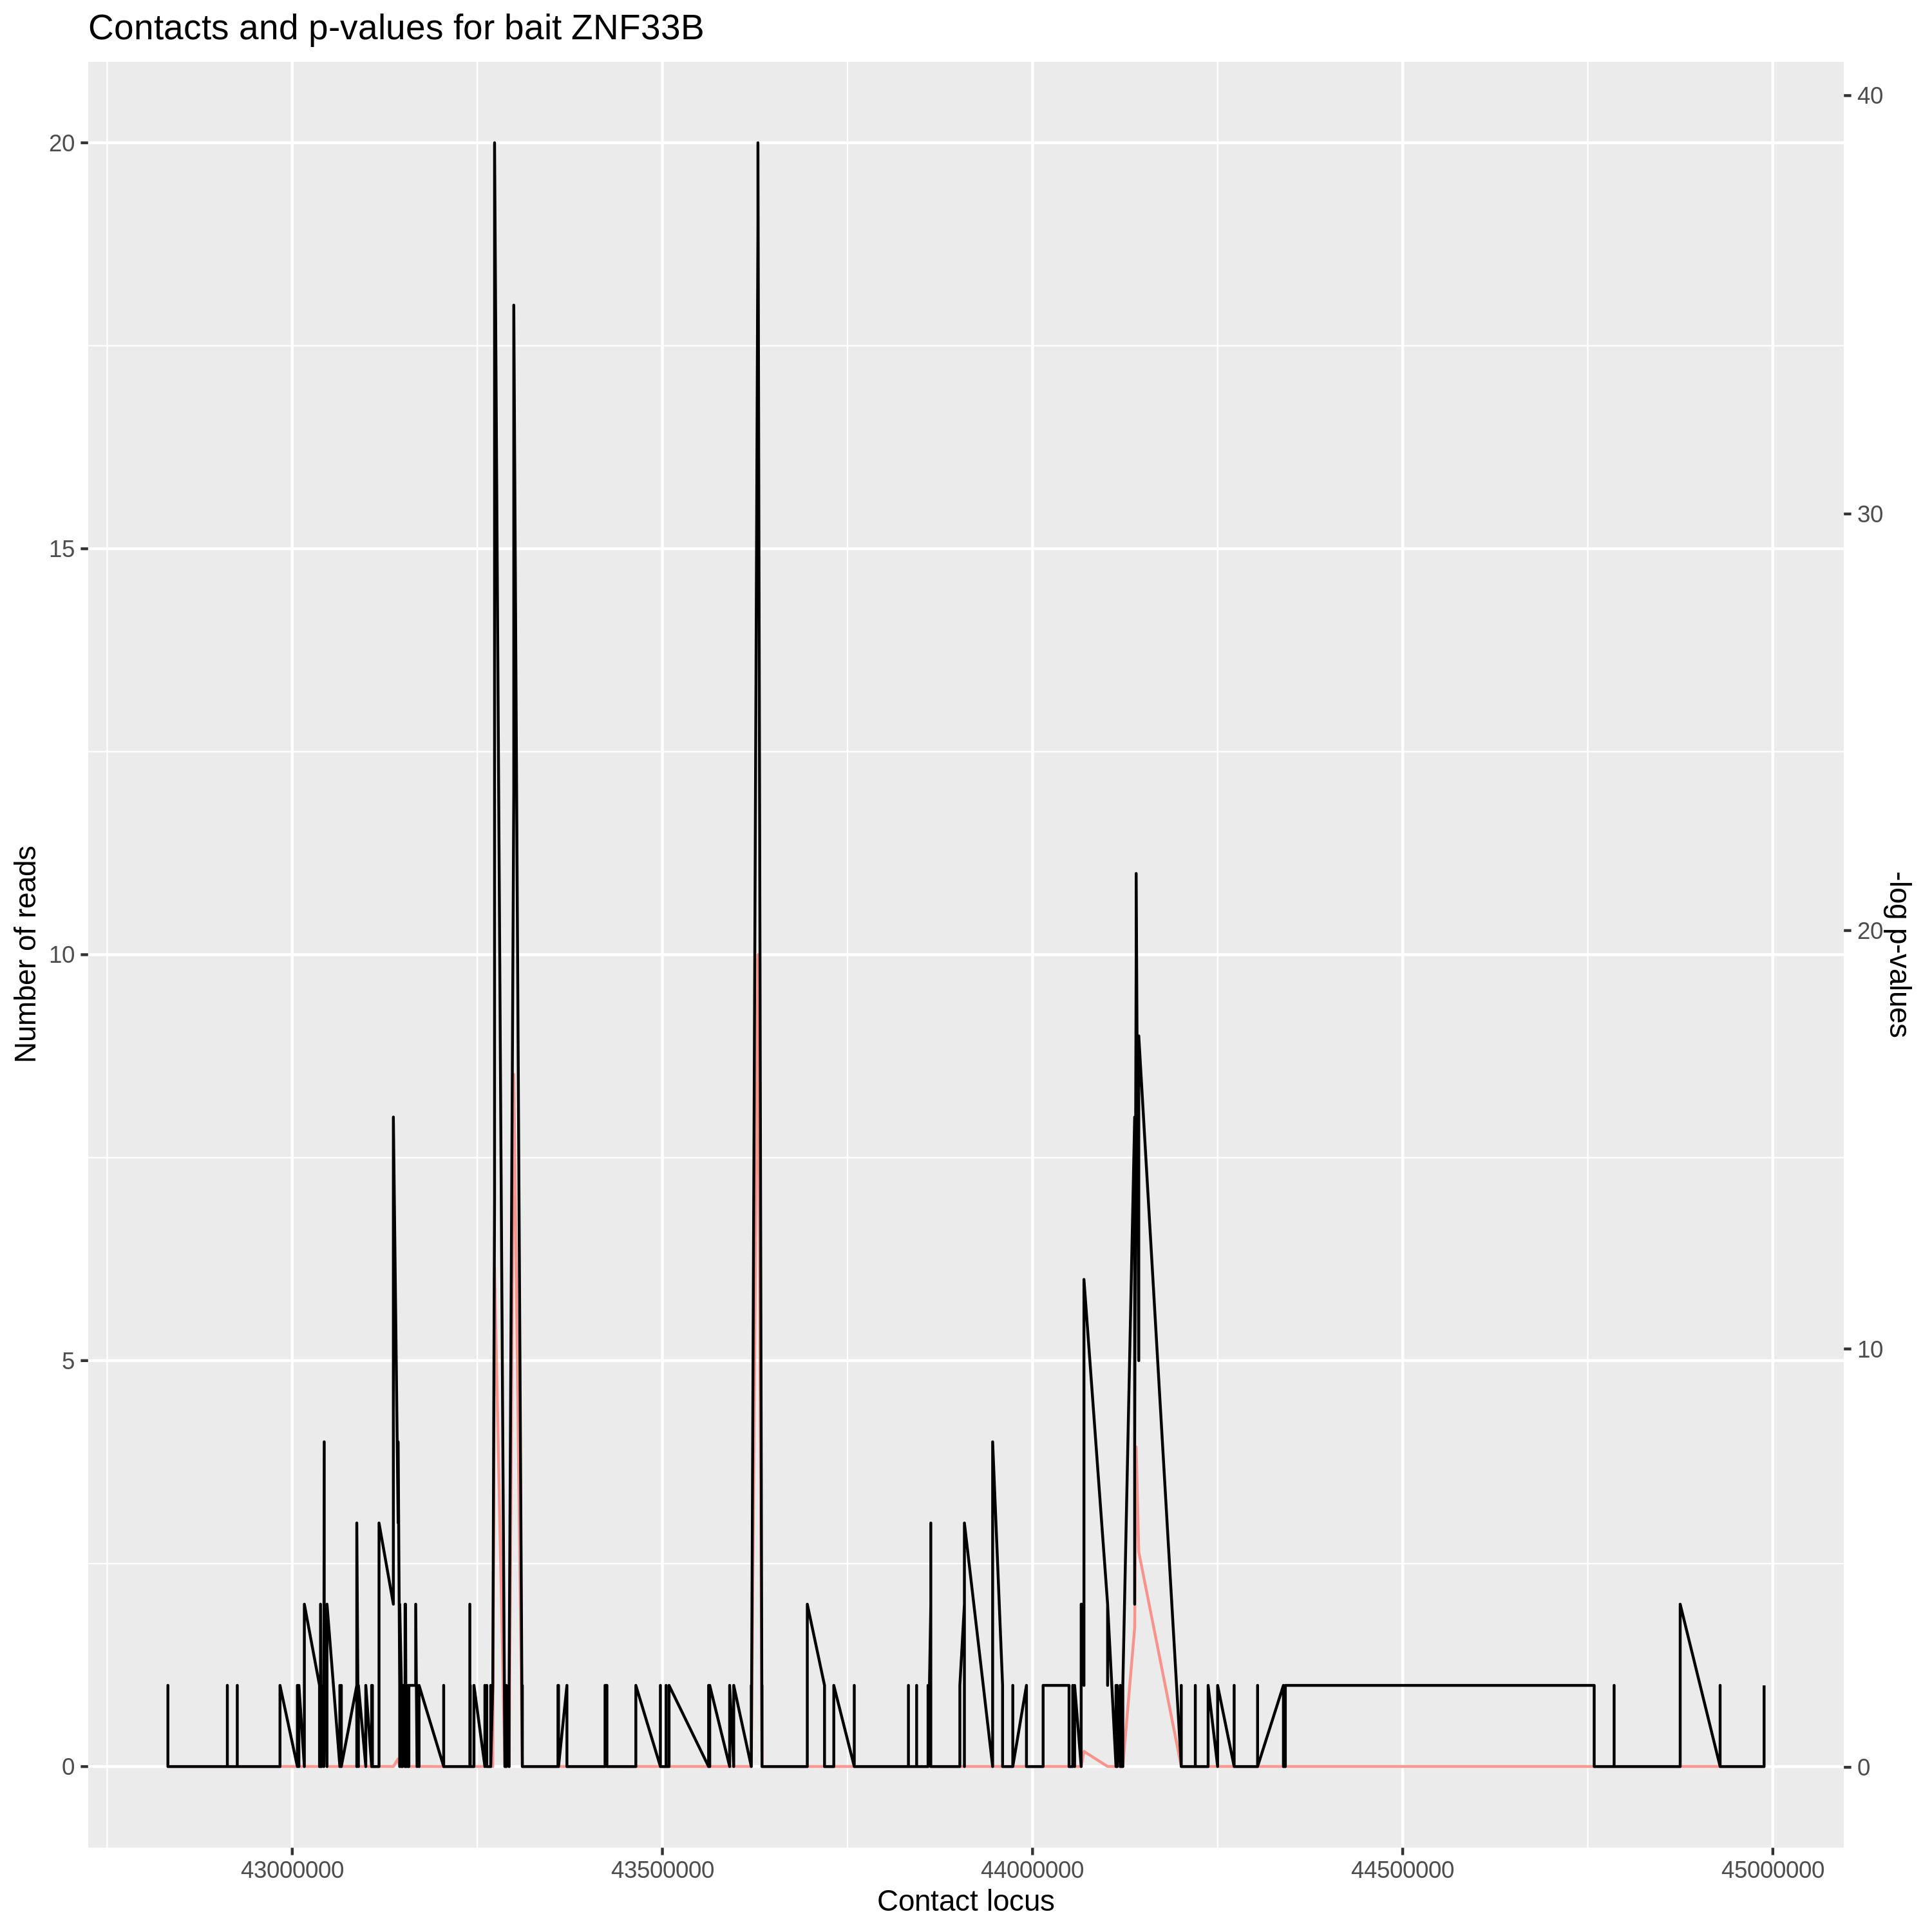 Contacts and p-values for bait ZNF33B
20
15
10
5
0
Number of reads
40
30
20
10
0
-log p-values
43000000 43500000 44000000 44500000 45000000
Contact locus